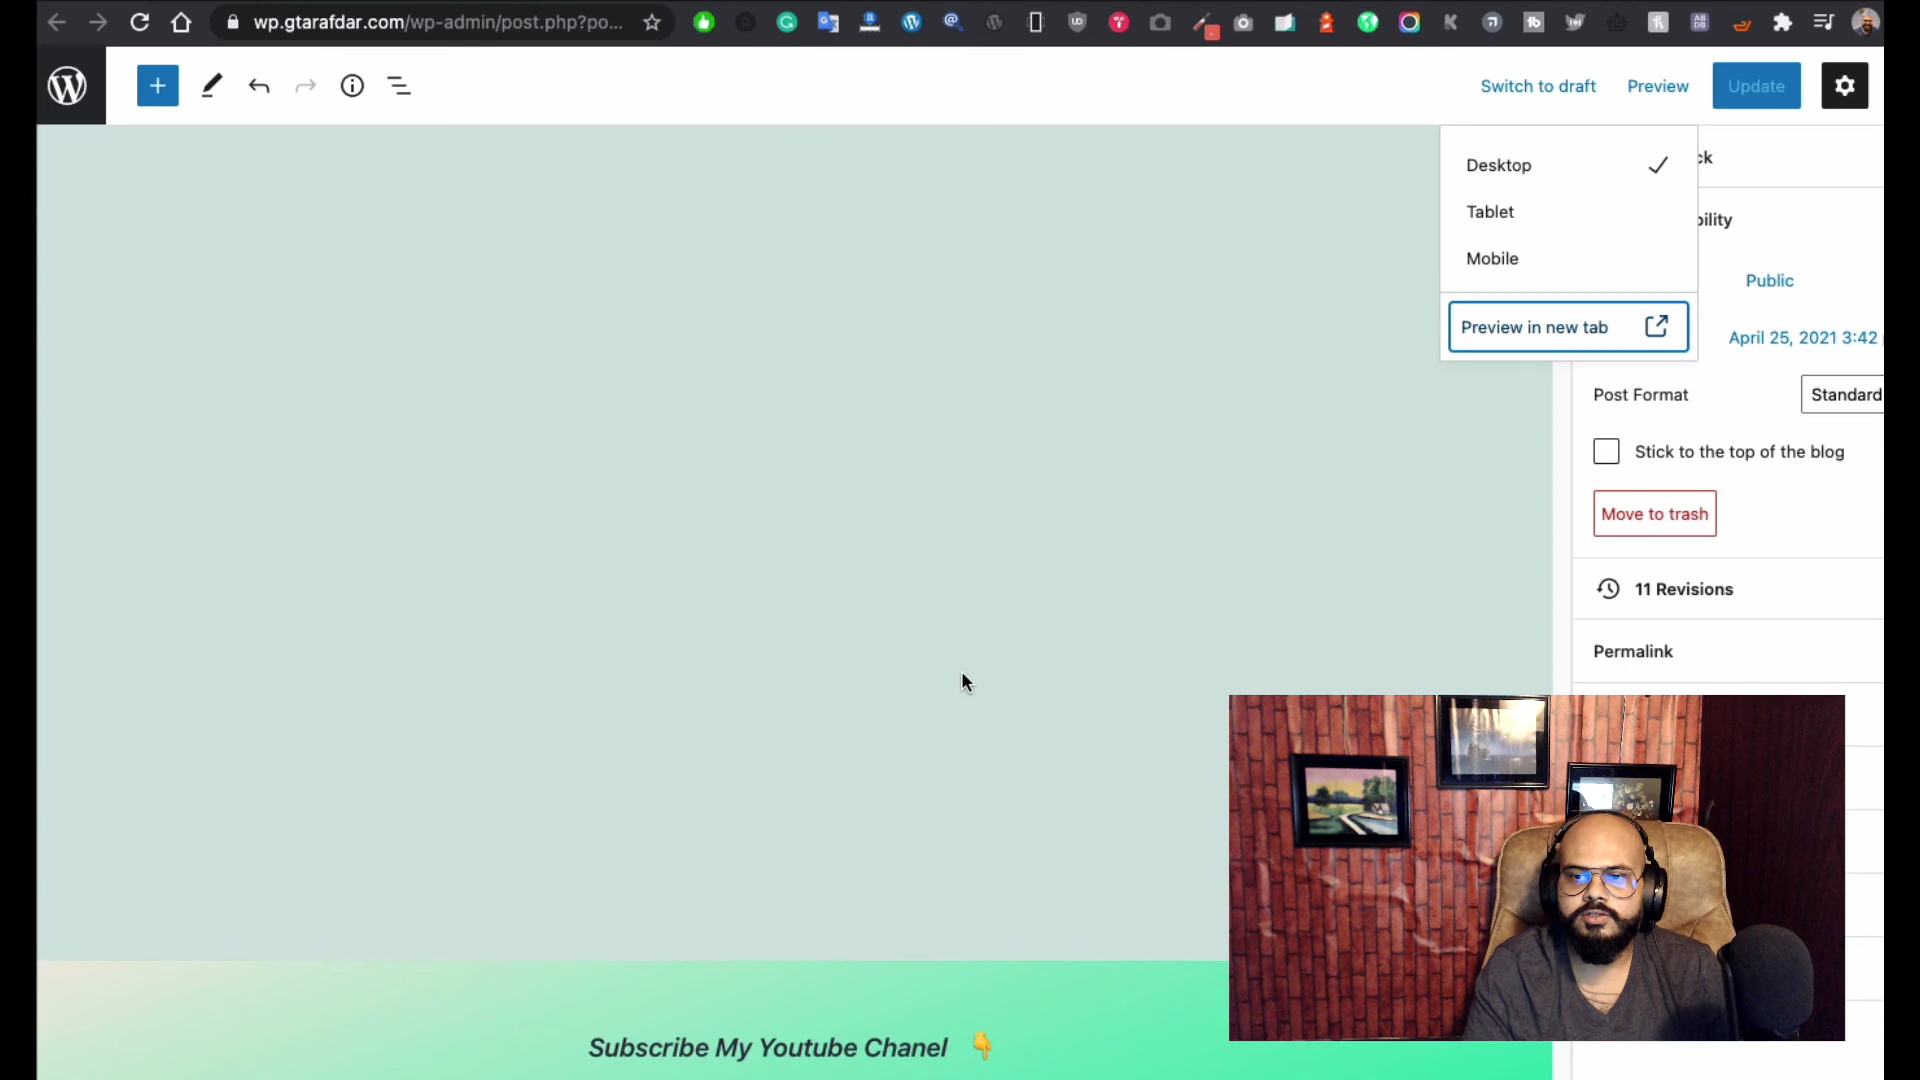 wp.gtarafdar.com/wp-admin/post.php?po...
Switch to draft
Preview
Update
Desktop
Tablet
Mobile
Preview in new tab
ck
bility
Public
April 25, 2021 3:42
Post Format
Standard
Stick to the top of the blog
Move to trash
11 Revisions
Permalink
Subscribe My Youtube Chanel 👇